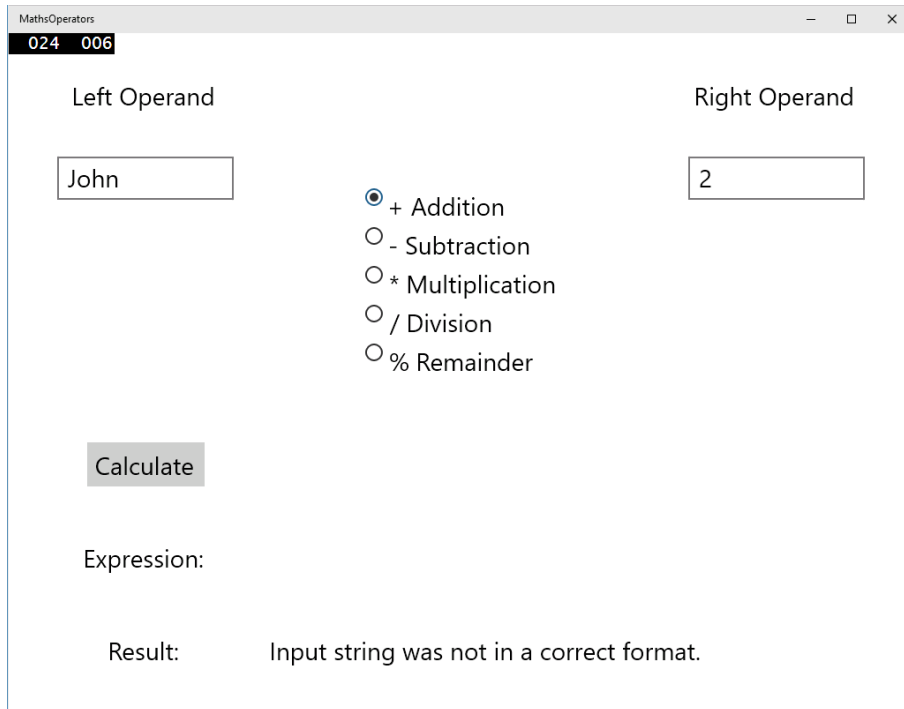 MathsOperators
024 006
Left Operand
Right Operand
John
2
+ Addition
- Subtraction
* Multiplication
/ Division
% Remainder
Calculate
Expression:
Result: Input string was not in a correct format.